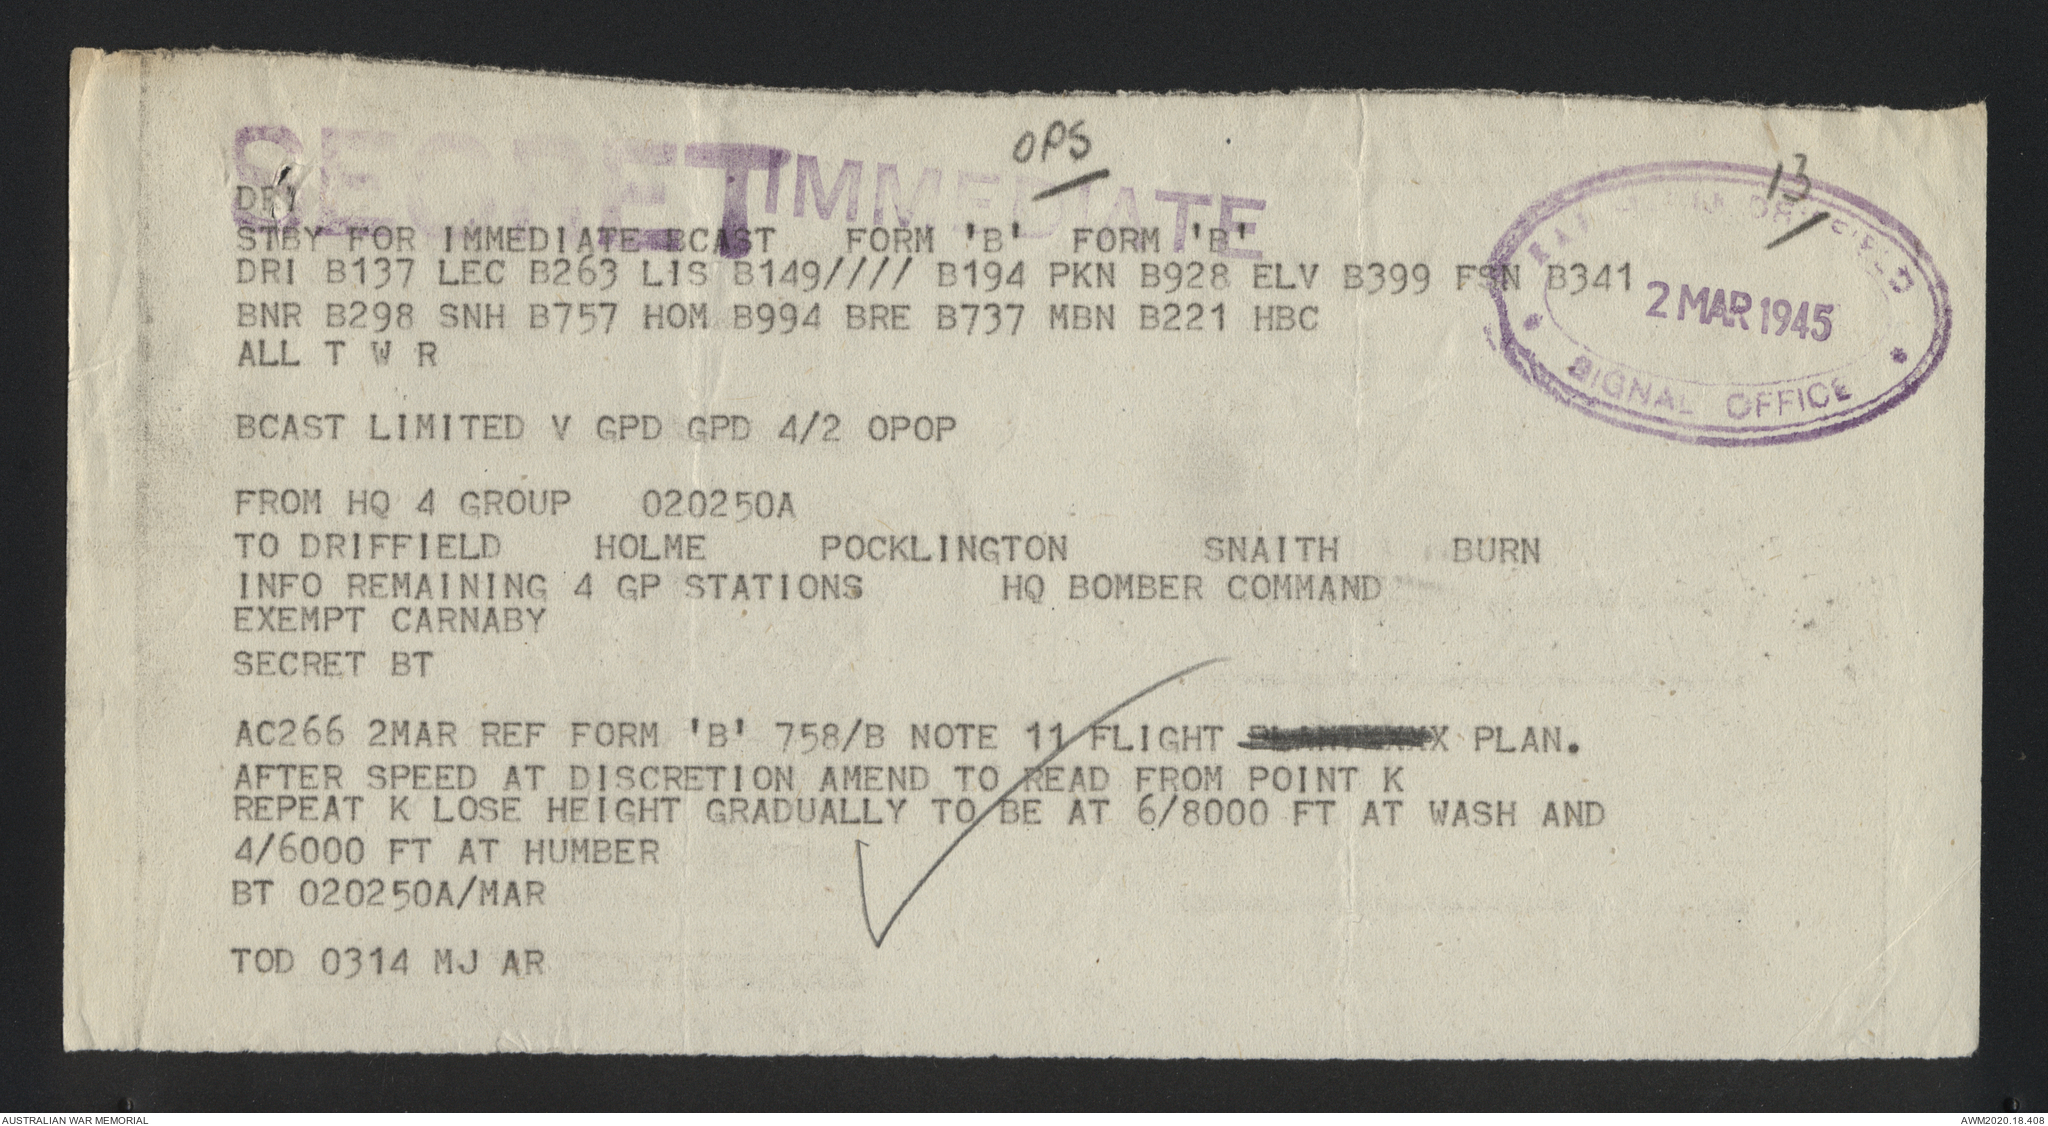 SECRET IMMEDIATE
OPS
13
DRI
STBY FOR IMMEDIATE BCAST FORM 'B' FORM 'B'
DRI B137 LEC B263 LIS B149//// B194 PKN B928 ELV B399 FSN B341
BNR B298 SNH B757 HOM B994 BRE B737 MBN B221 HBC
ALL T W R
2 MAR 1945
SIGNAL OFFICE
BCAST LIMITED V GPD GPD 4/2 OPOP
FROM HQ 4 GROUP 020250A
TO DRIFFIELD HOLME POCKLINGTON SNAITH BURN
INFO REMAINING 4 GP STATIONS HQ BOMBER COMMAND
EXEMPT CARNABY
SECRET BT
AC266 2MAR REF FORM 'B' 758/B NOTE 11 FLIGHT X PLAN.
AFTER SPEED AT DISCRETION AMEND TO READ FROM POINT K
REPEAT K LOSE HEIGHT GRADUALLY TO BE AT 6/8000 FT AT WASH AND
4/6000 FT AT HUMBER
BT 020250A/MAR
TOD 0314 MJ AR
AUSTRALIAN WAR MEMORIAL
AWM2020.18.408